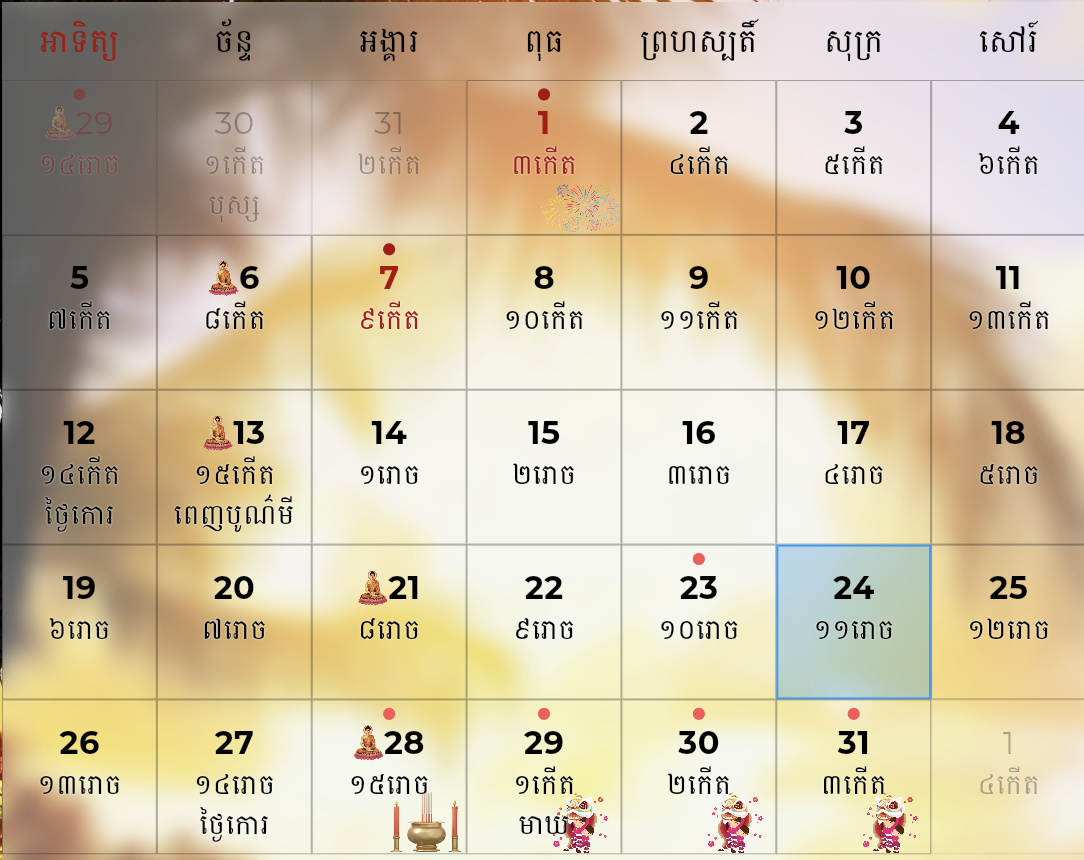 អាទិត្យ ច័ន្ទ អង្គារ ពុធ ព្រហស្បតិ៍ សុក្រ សៅរ៍
29 30 31 1 2 3 4
១៤រោច ១កើត ២កើត ៣កើត ៤កើត ៥កើត ៦កើត
បុស្ស
5 6 7 8 9 10 11
៧កើត ៨កើត ៩កើត ១០កើត ១១កើត ១២កើត ១៣កើត
12 13 14 15 16 17 18
១៤កើត ១៥កើត ១រោច ២រោច ៣រោច ៤រោច ៥រោច
ថ្ងៃកោរ ពេញបូណ៌មី
19 20 21 22 23 24 25
៦រោច ៧រោច ៨រោច ៩រោច ១០រោច ១១រោច ១២រោច
26 27 28 29 30 31 1
១៣រោច ១៤រោច ១៥រោច ១កើត ២កើត ៣កើត ៤កើត
ថ្ងៃកោរ មាឃ